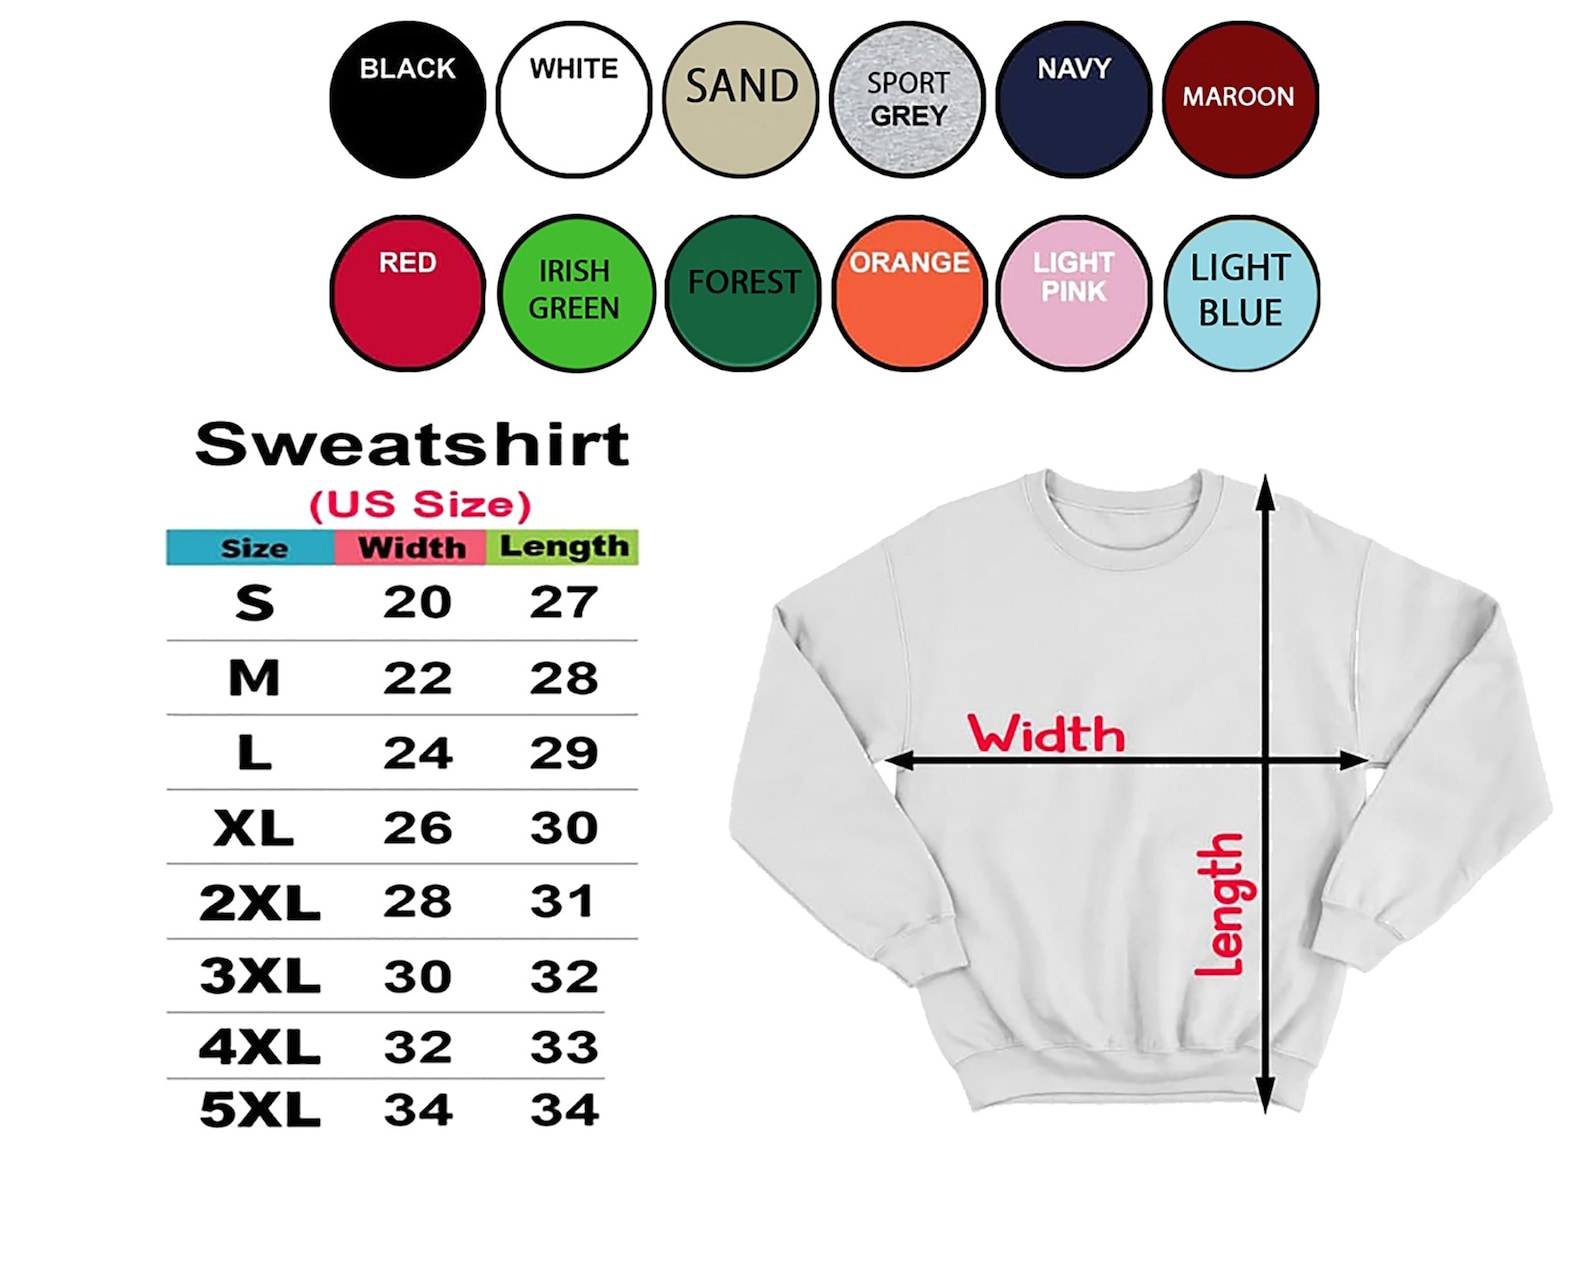 BLACK
WHITE
SAND
SPORT
GREY
NAVY
MAROON
RED
IRISH
GREEN
FOREST
ORANGE
LIGHT
PINK
LIGHT
BLUE
Sweatshirt
(US Size)
Size Width Length
S 20 27
M 22 28
L 24 29
XL 26 30
2XL 28 31
3XL 30 32
4XL 32 33
5XL 34 34
Width
Length